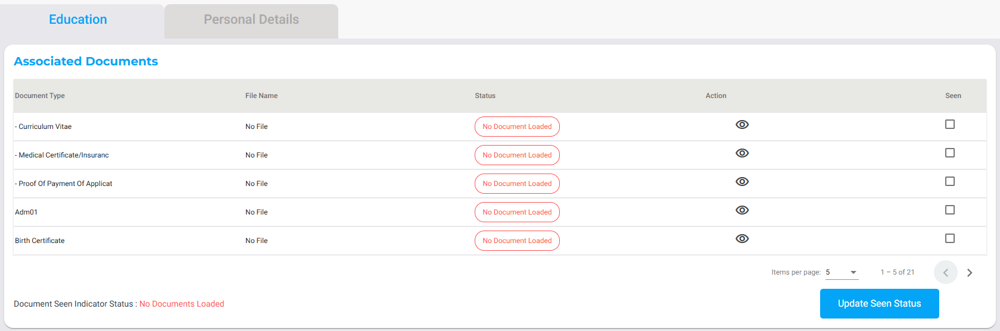 Education Personal Details
Associated Documents
Document Type File Name Status Action Seen
- Curriculum Vitae No File No Document Loaded
- Medical Certificate/Insuranc No File No Document Loaded
- Proof Of Payment Of Applicat No File No Document Loaded
Adm01 No File No Document Loaded
Birth Certificate No File No Document Loaded
Items per page: 5 1 – 5 of 21
Document Seen Indicator Status : No Documents Loaded Update Seen Status